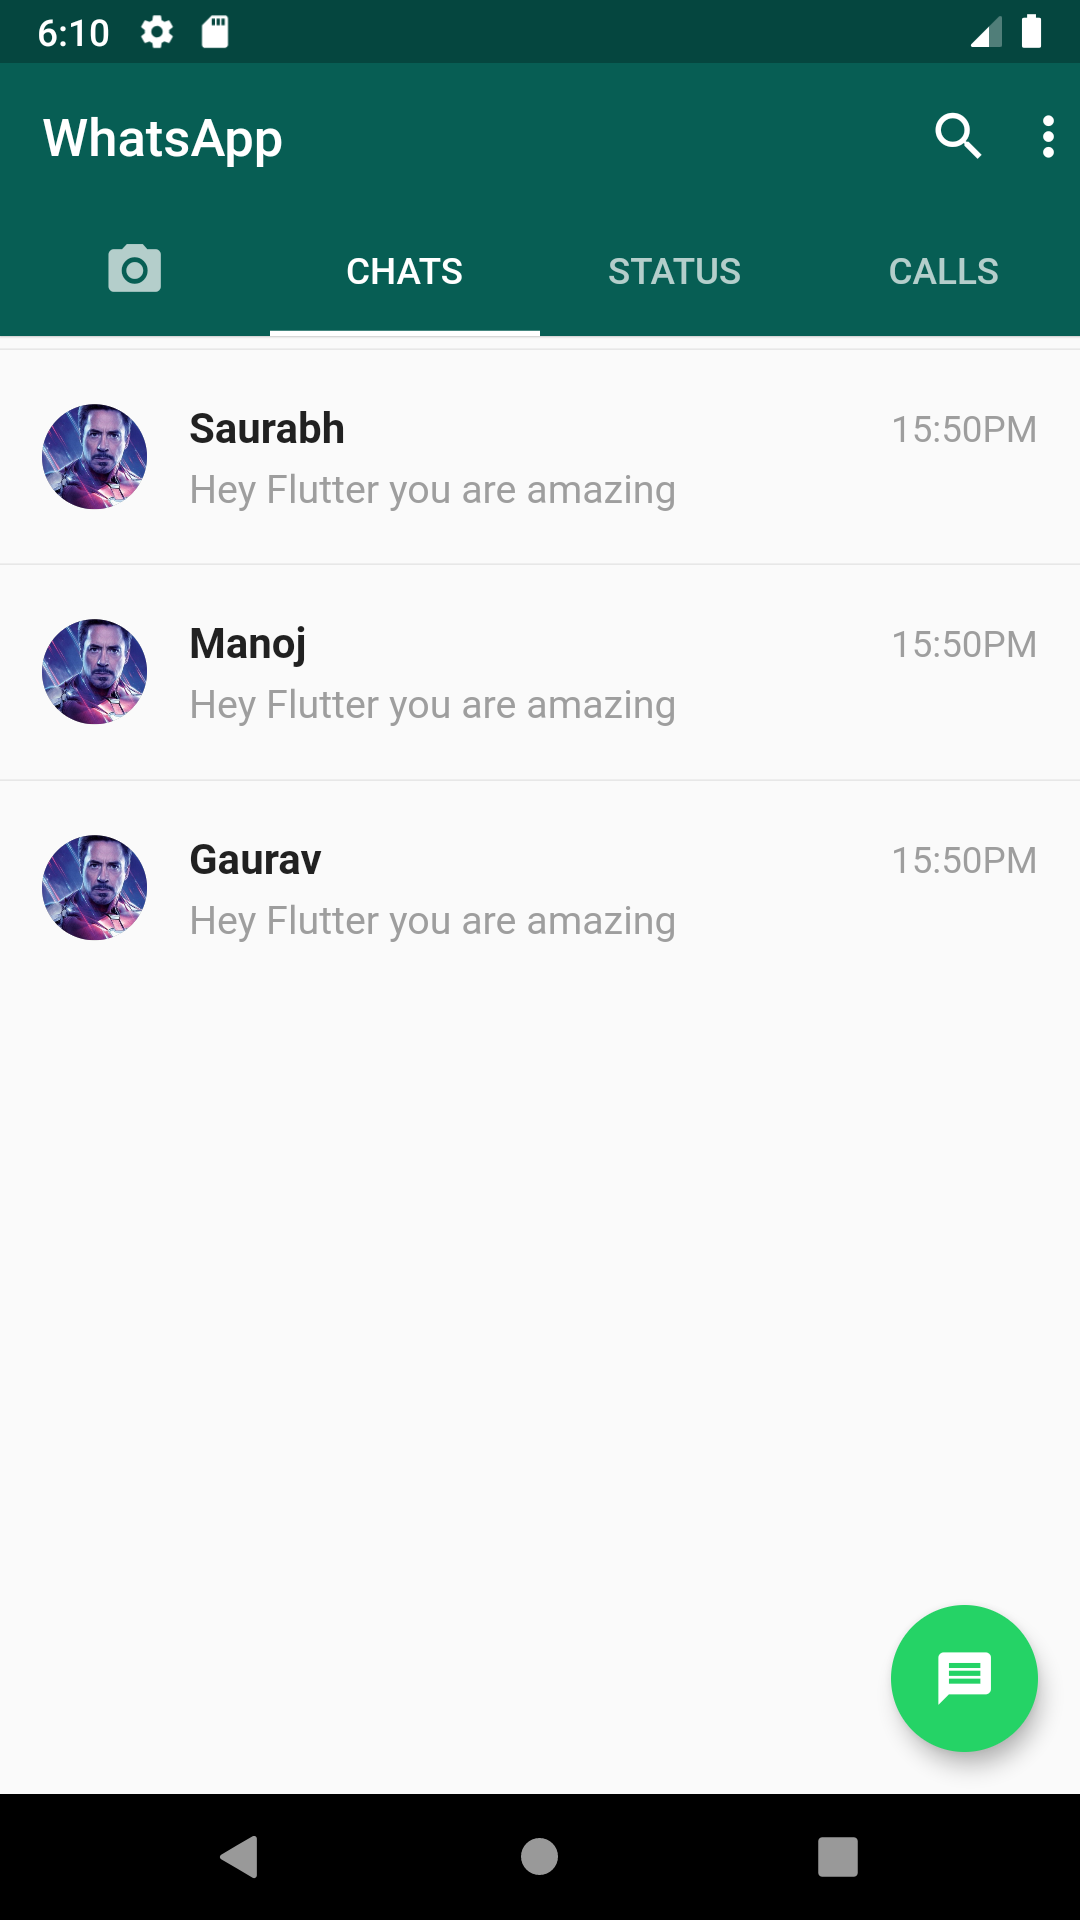 6:10
WhatsApp
CHATS STATUS CALLS
Saurabh 15:50PM
Hey Flutter you are amazing
Manoj 15:50PM
Hey Flutter you are amazing
Gaurav 15:50PM
Hey Flutter you are amazing